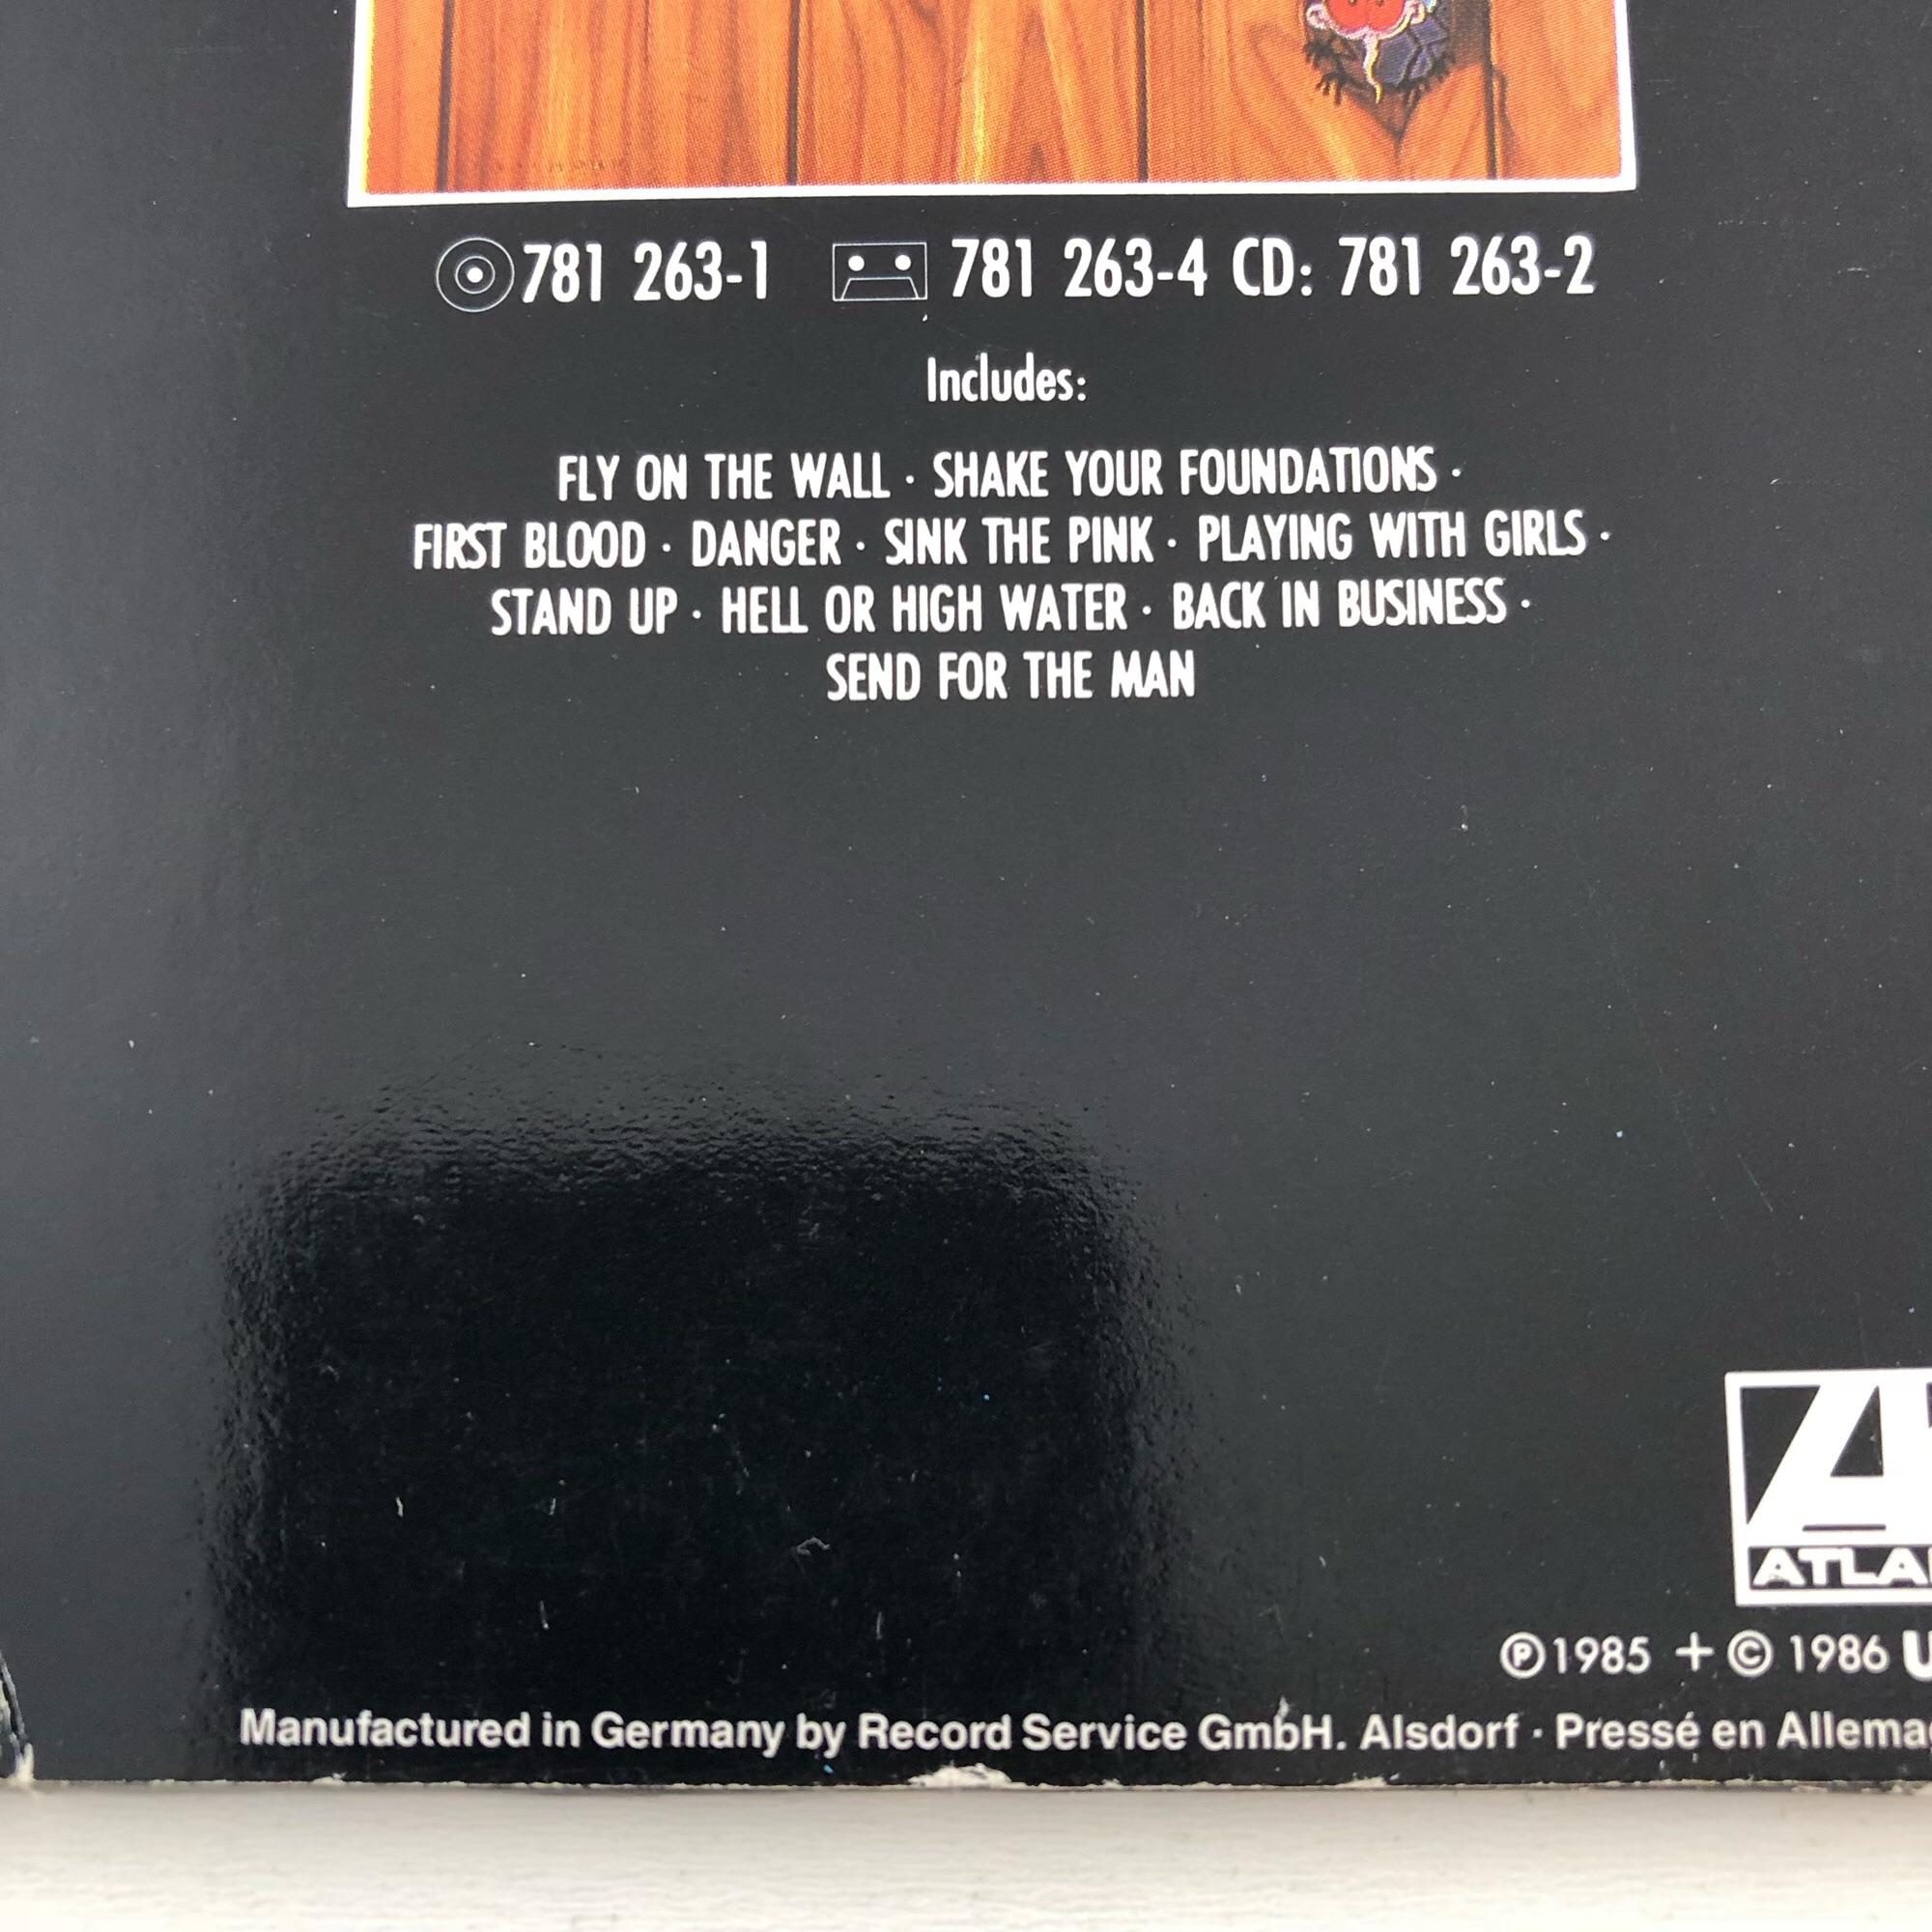 781 263-1 781 263-4 CD: 781 263-2
Includes:
FLY ON THE WALL · SHAKE YOUR FOUNDATIONS ·
FIRST BLOOD · DANGER · SINK THE PINK · PLAYING WITH GIRLS ·
STAND UP · HELL OR HIGH WATER · BACK IN BUSINESS ·
SEND FOR THE MAN
℗1985 + © 1986
Manufactured in Germany by Record Service GmbH. Alsdorf · Pressé en